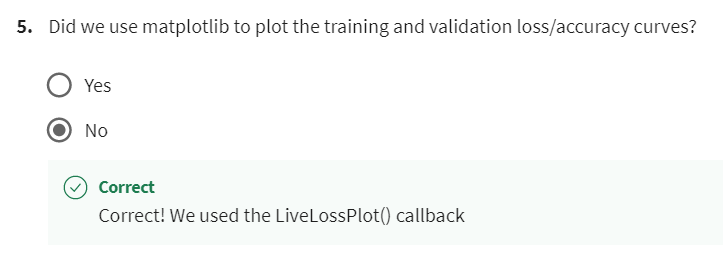 5. Did we use matplotlib to plot the training and validation loss/accuracy curves?
Yes
No
Correct
Correct! We used the LiveLossPlot() callback